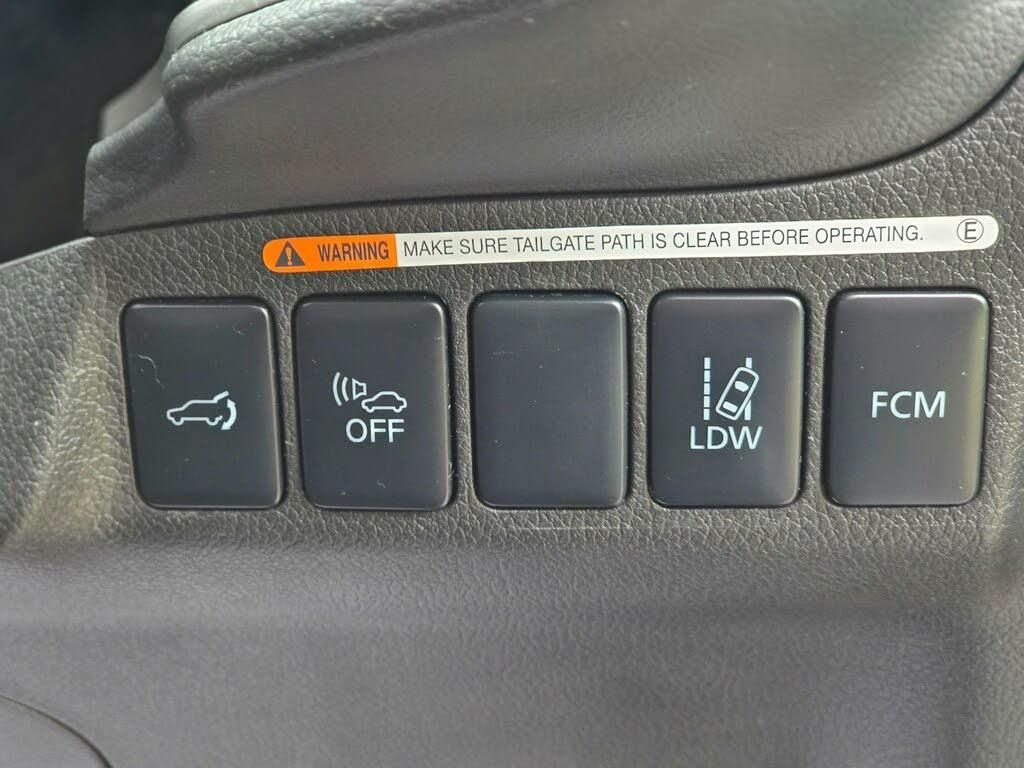 WARNING MAKE SURE TAILGATE PATH IS CLEAR BEFORE OPERATING. E
OFF
LDW
FCM